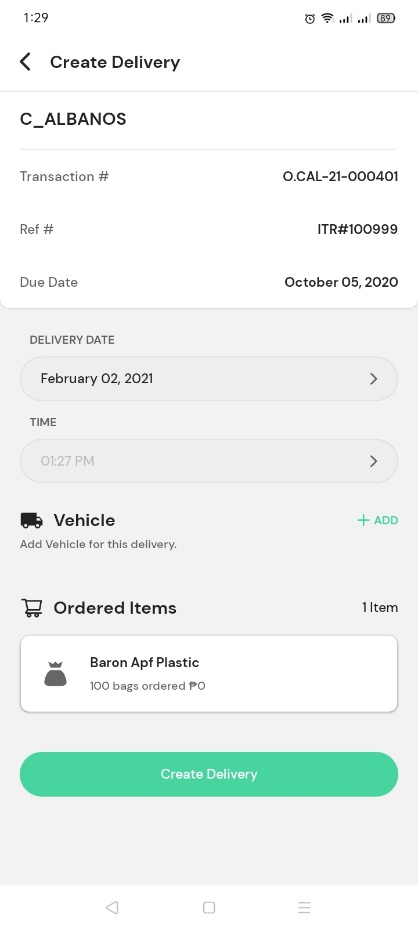 1:29
89
Create Delivery
C_ALBANOS
Transaction # O.CAL-21-000401
Ref # ITR#100999
Due Date October 05, 2020
DELIVERY DATE
February 02, 2021
TIME
01:27 PM
Vehicle + ADD
Add Vehicle for this delivery.
Ordered Items 1 Item
Baron Apf Plastic
100 bags ordered ₱0
Create Delivery